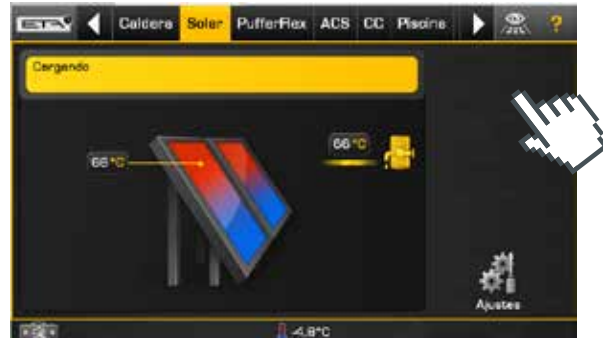 ETA Caldera Solar PufferFlex ACS CC Piscina ?
Cargando
66°C
66°C
Ajustes
-4.8°C